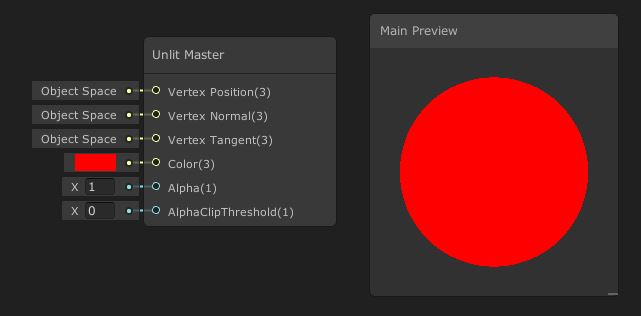 Unlit Master
Object Space Vertex Position(3)
Object Space Vertex Normal(3)
Object Space Vertex Tangent(3)
Color(3)
X 1 Alpha(1)
X 0 AlphaClipThreshold(1)
Main Preview